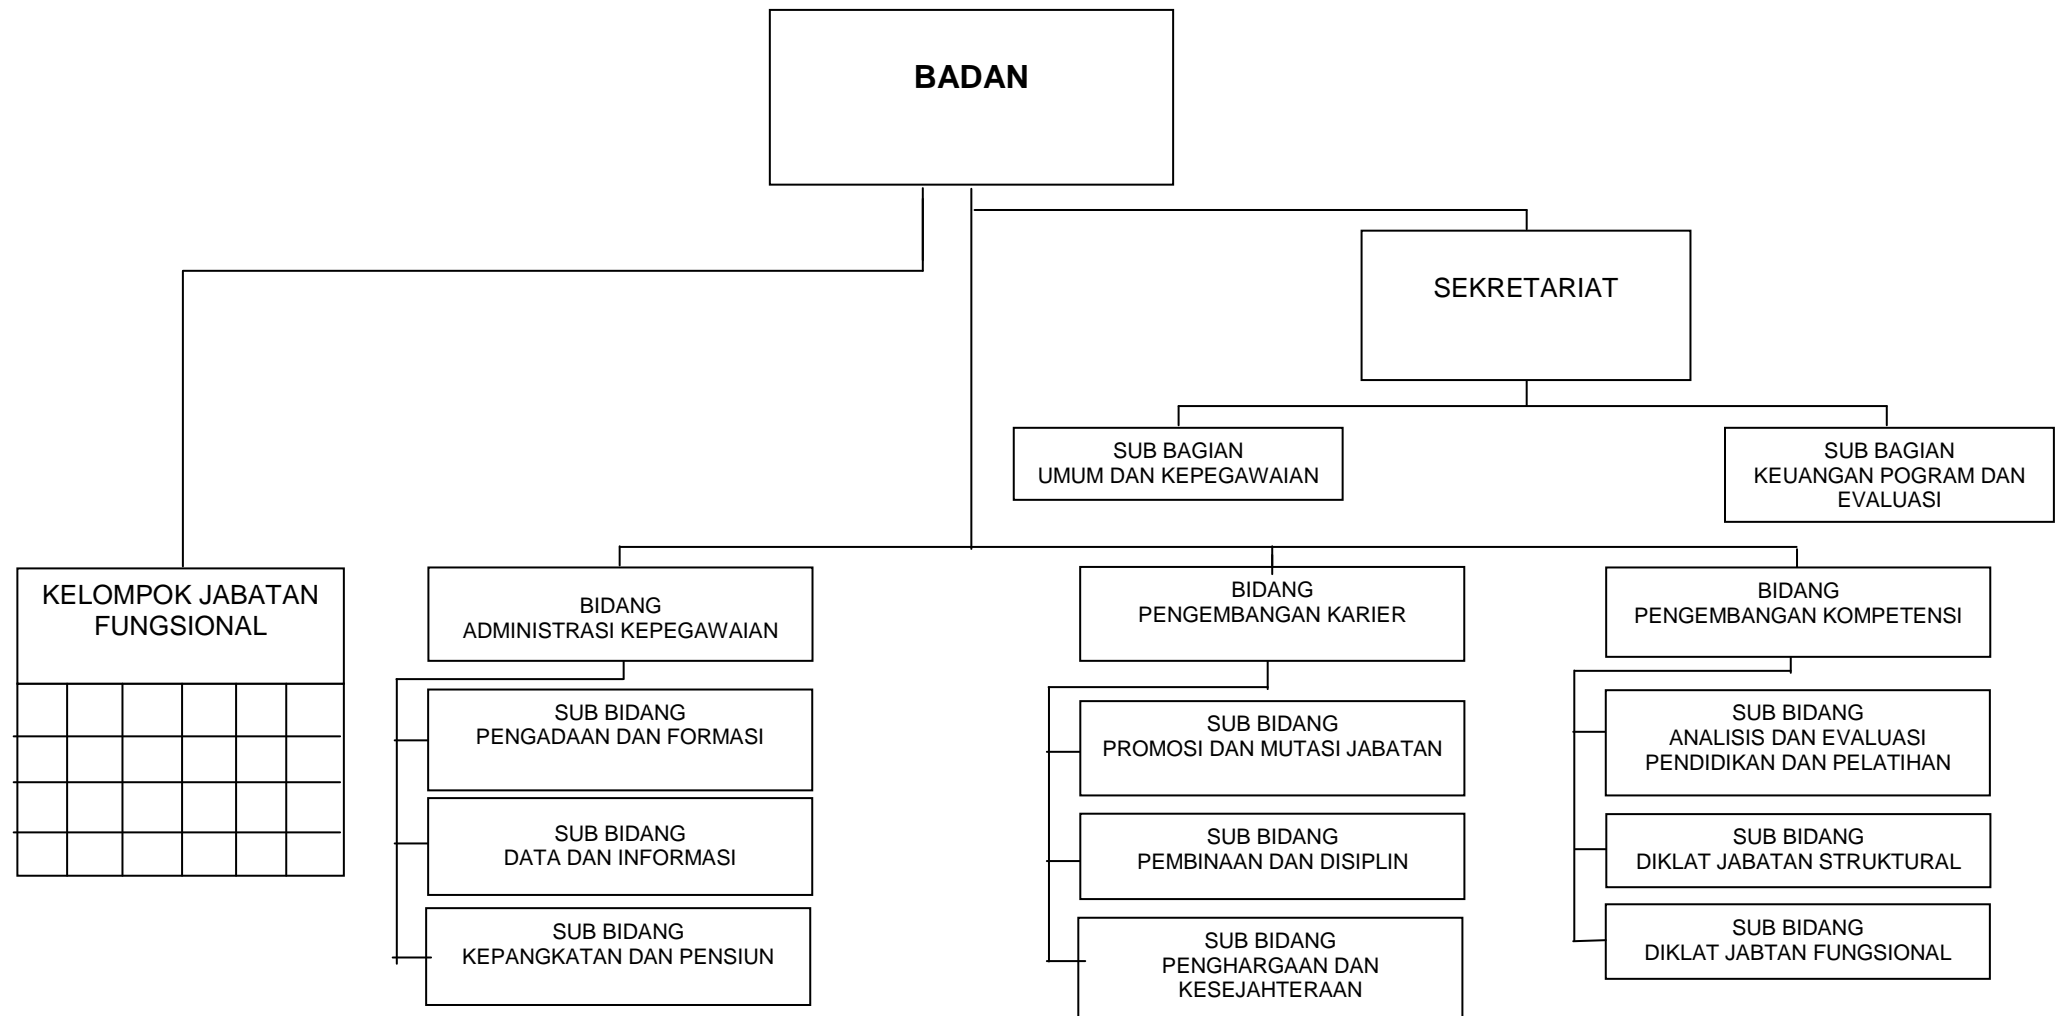 BADAN
SEKRETARIAT
SUB BAGIAN
UMUM DAN KEPEGAWAIAN
SUB BAGIAN
KEUANGAN POGRAM DAN
EVALUASI
KELOMPOK JABATAN
FUNGSIONAL
BIDANG
ADMINISTRASI KEPEGAWAIAN
SUB BIDANG
PENGADAAN DAN FORMASI
SUB BIDANG
DATA DAN INFORMASI
SUB BIDANG
KEPANGKATAN DAN PENSIUN
BIDANG
PENGEMBANGAN KARIER
SUB BIDANG
PROMOSI DAN MUTASI JABATAN
SUB BIDANG
PEMBINAAN DAN DISIPLIN
SUB BIDANG
PENGHARGAAN DAN
KESEJAHTERAAN
BIDANG
PENGEMBANGAN KOMPETENSI
SUB BIDANG
ANALISIS DAN EVALUASI
PENDIDIKAN DAN PELATIHAN
SUB BIDANG
DIKLAT JABATAN STRUKTURAL
SUB BIDANG
DIKLAT JABTAN FUNGSIONAL